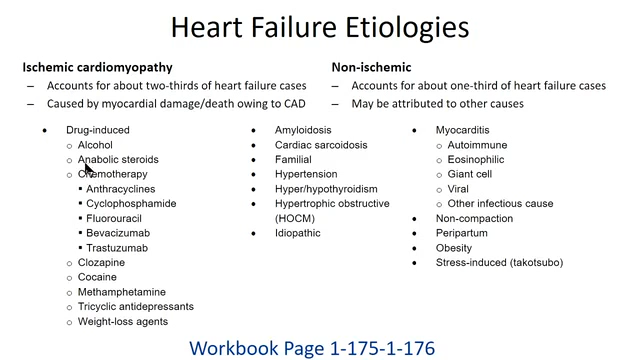 Heart Failure Etiologies
Ischemic cardiomyopathy
– Accounts for about two-thirds of heart failure cases
– Caused by myocardial damage/death owing to CAD
Non-ischemic
– Accounts for about one-third of heart failure cases
– May be attributed to other causes
• Drug-induced
○ Alcohol
○ Anabolic steroids
○ Chemotherapy
▪ Anthracyclines
▪ Cyclophosphamide
▪ Fluorouracil
▪ Bevacizumab
▪ Trastuzumab
○ Clozapine
○ Cocaine
○ Methamphetamine
○ Tricyclic antidepressants
○ Weight-loss agents
• Amyloidosis
• Cardiac sarcoidosis
• Familial
• Hypertension
• Hyper/hypothyroidism
• Hypertrophic obstructive
(HOCM)
• Idiopathic
• Myocarditis
○ Autoimmune
○ Eosinophilic
○ Giant cell
○ Viral
○ Other infectious cause
• Non-compaction
• Peripartum
• Obesity
• Stress-induced (takotsubo)
Workbook Page 1-175-1-176